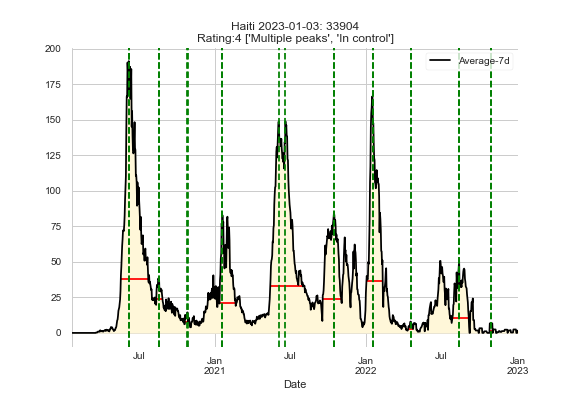 Haiti 2023-01-03: 33904
Rating:4 ['Multiple peaks', 'In control']
Average-7d
200
175
150
125
100
75
50
25
0
Jul
Jan
2021
Jul
Jan
2022
Jul
Jan
2023
Date